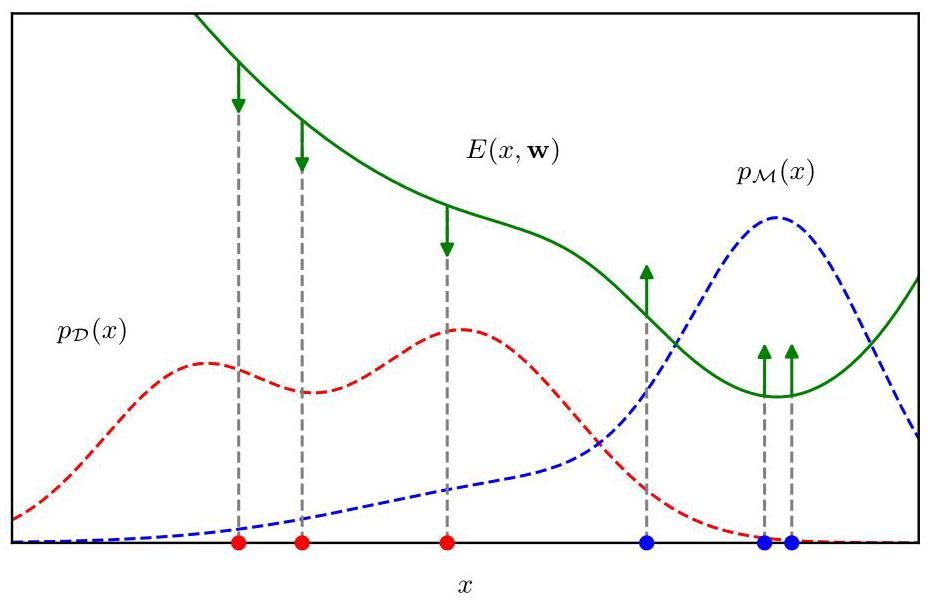 E(x, w)
p_M(x)
p_D(x)
x